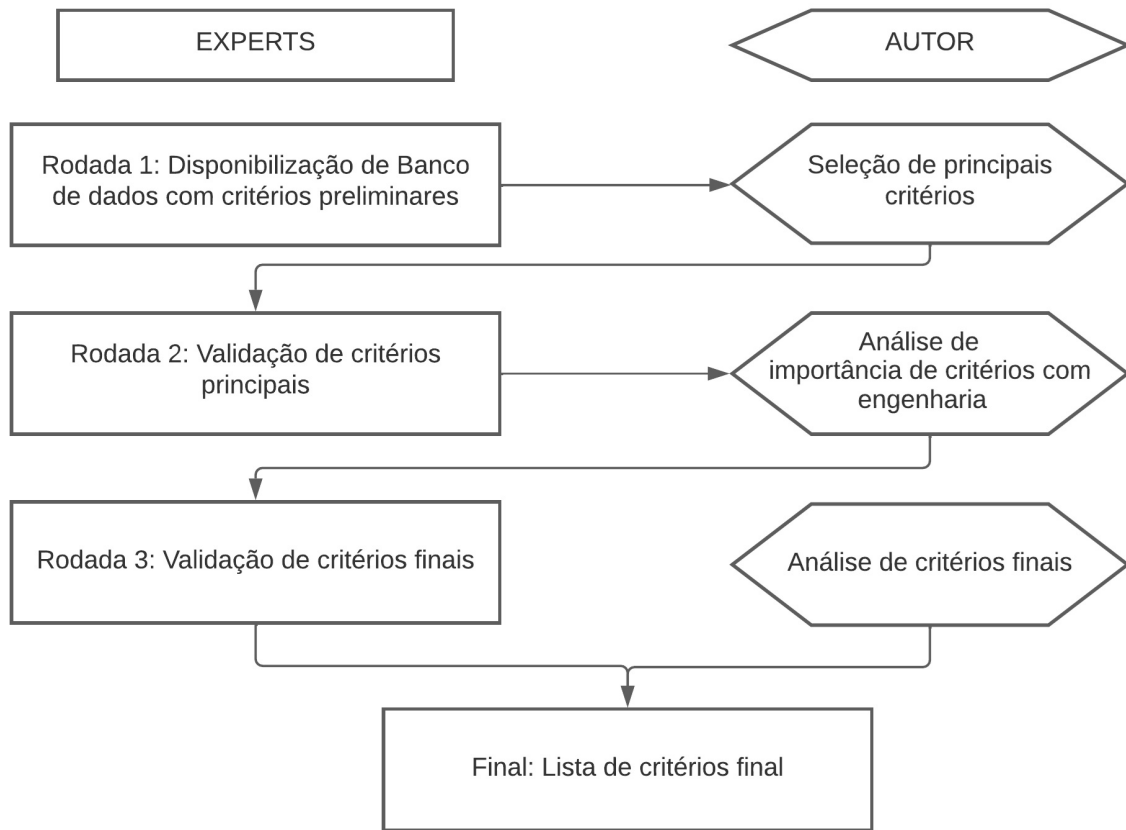 EXPERTS
AUTOR
Rodada 1: Disponibilização de Banco
de dados com critérios preliminares
Seleção de principais
critérios
Rodada 2: Validação de critérios
principais
Análise de
importância de critérios com
engenharia
Rodada 3: Validação de critérios finais
Análise de critérios finais
Final: Lista de critérios final